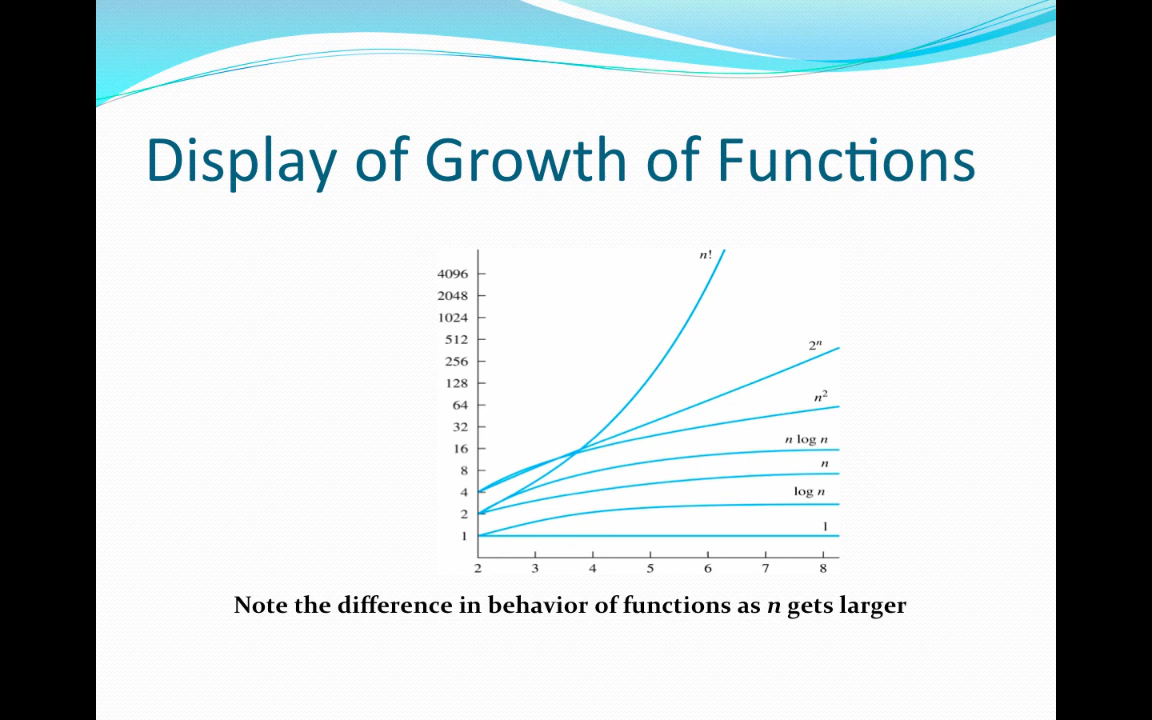 Display of Growth of Functions
n!
4096
2048
1024
512
2ⁿ
256
128
n²
64
32
n log n
16
n
8
log n
4
2
1
1
2 3 4 5 6 7 8
Note the difference in behavior of functions as n gets larger